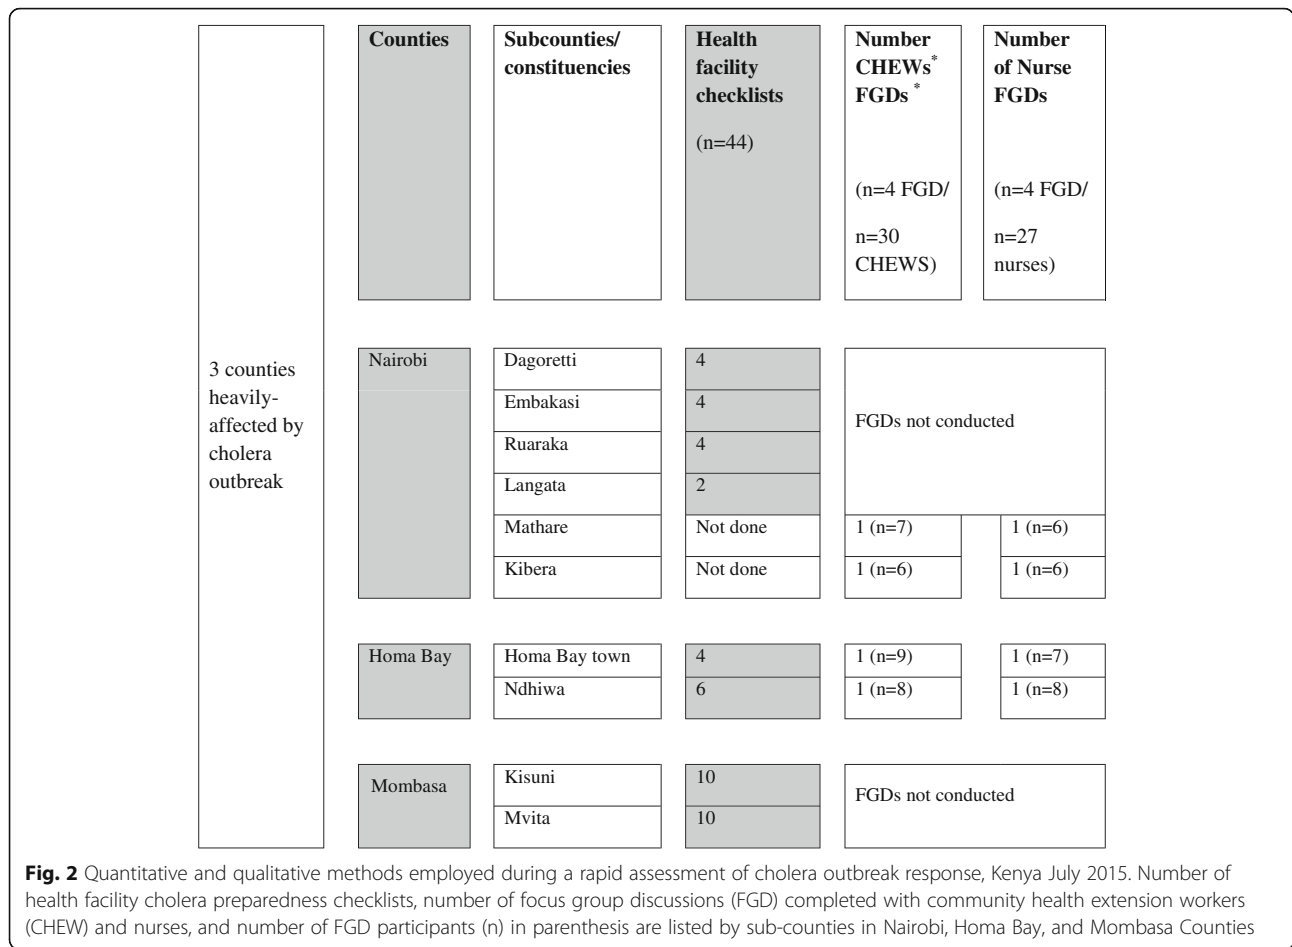 Counties
Subcounties/
constituencies
Health
facility
checklists
(n=44)
Number
CHEWs*
FGDs *
(n=4 FGD/
n=30
CHEWS)
Number
of Nurse
FGDs
(n=4 FGD/
n=27
nurses)
3 counties
heavily-
affected by
cholera
outbreak
Nairobi
Dagoretti
4
Embakasi
4
Ruaraka
4
Langata
2
FGDs not conducted
Mathare
Not done
1 (n=7)
1 (n=6)
Kibera
Not done
1 (n=6)
1 (n=6)
Homa Bay
Homa Bay town
4
1 (n=9)
1 (n=7)
Ndhiwa
6
1 (n=8)
1 (n=8)
Mombasa
Kisuni
10
Mvita
10
FGDs not conducted
Fig. 2 Quantitative and qualitative methods employed during a rapid assessment of cholera outbreak response, Kenya July 2015. Number of
health facility cholera preparedness checklists, number of focus group discussions (FGD) completed with community health extension workers
(CHEW) and nurses, and number of FGD participants (n) in parenthesis are listed by sub-counties in Nairobi, Homa Bay, and Mombasa Counties